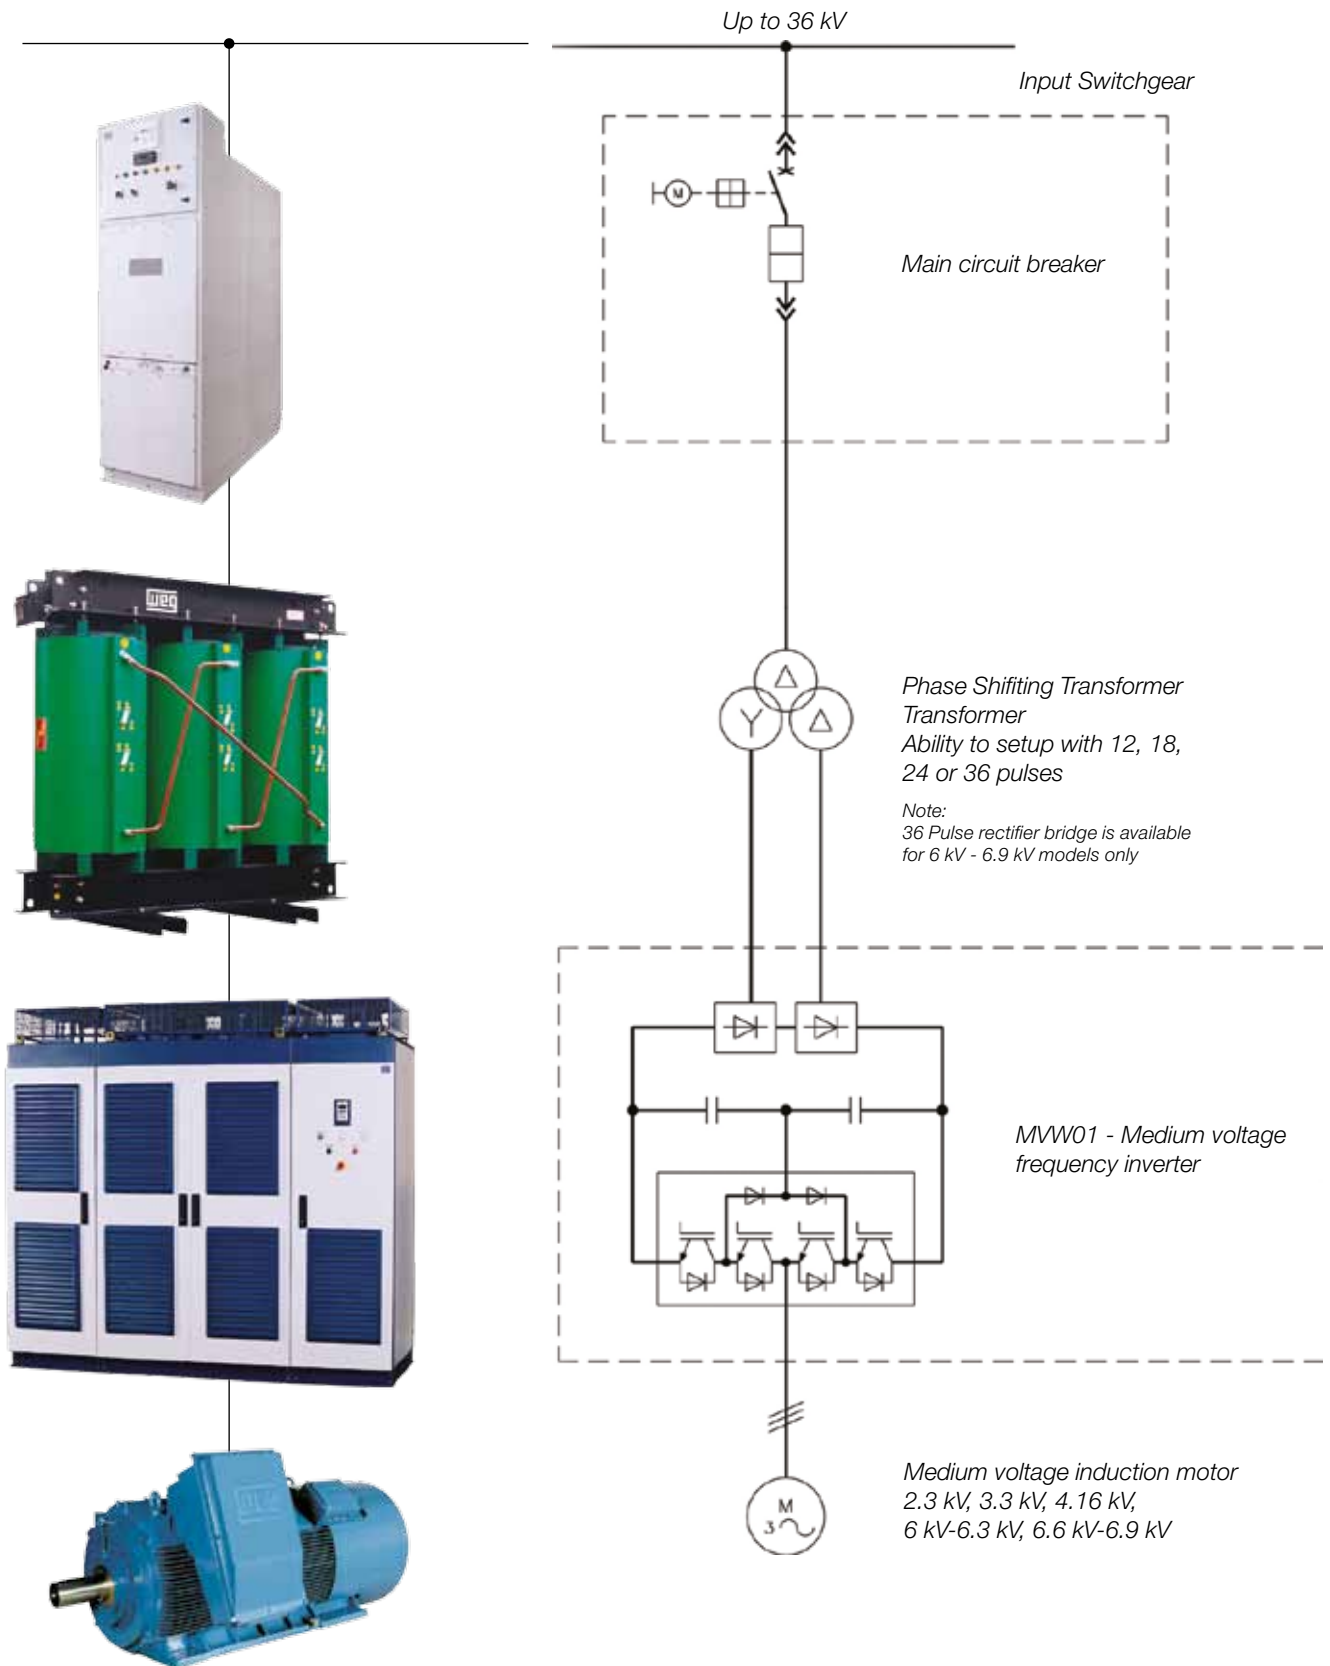 Up to 36 kV
Input Switchgear
M
Main circuit breaker
weg
Phase Shifiting Transformer
Transformer
Ability to setup with 12, 18,
24 or 36 pulses
Y
Note:
36 Pulse rectifier bridge is available
for 6 kV - 6.9 kV models only
MVW01 - Medium voltage
frequency inverter
Medium voltage induction motor
2.3 kV, 3.3 kV, 4.16 kV,
6 kV-6.3 kV, 6.6 kV-6.9 kV
M
3
weg